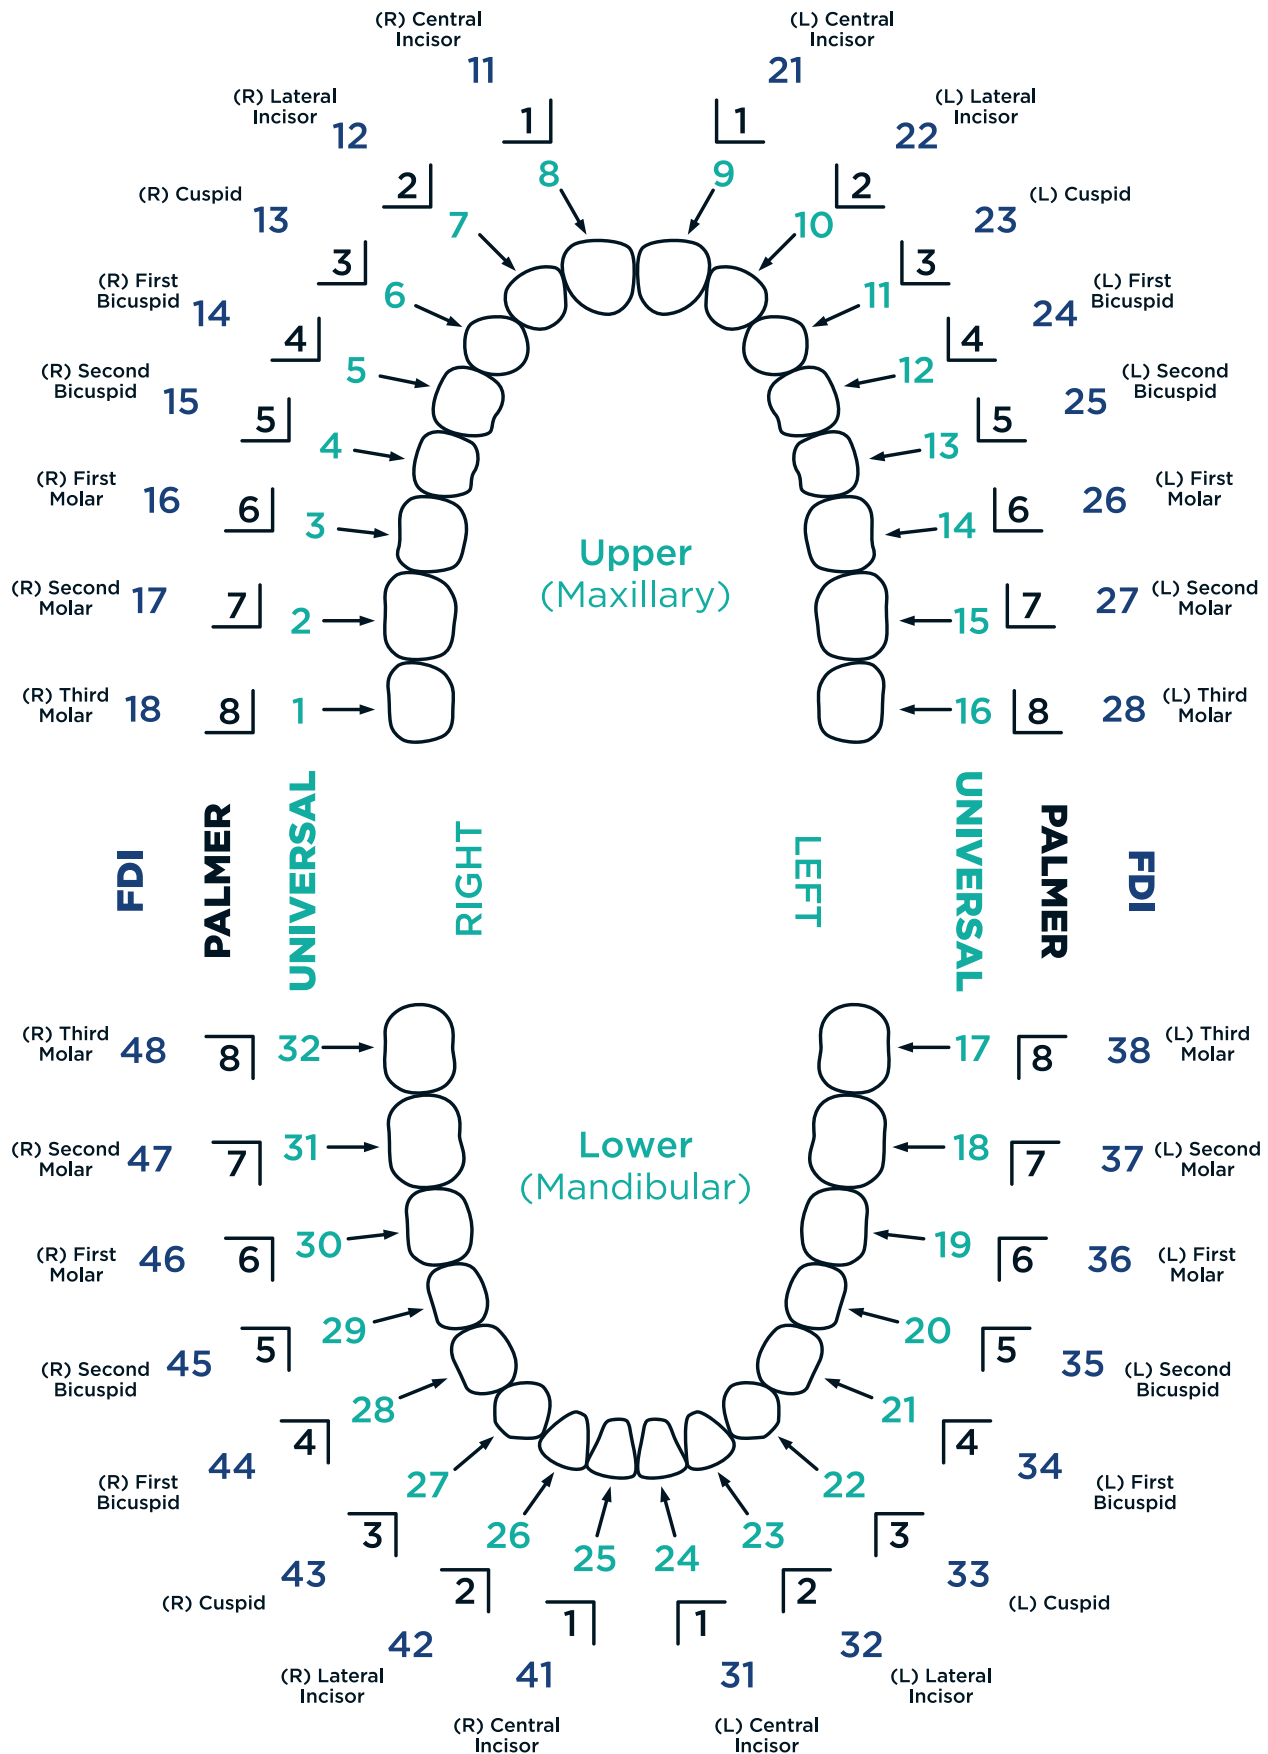 (R) Central
Incisor
11
1
8
(L) Central
Incisor
21
1
9
(R) Lateral
Incisor
12
2
7
(L) Lateral
Incisor
22
2
10
(R) Cuspid
13
3
6
(L) Cuspid
23
3
11
(R) First
Bicuspid
14
4
5
(L) First
Bicuspid
24
4
12
(R) Second
Bicuspid
15
5
4
(L) Second
Bicuspid
25
5
13
(R) First
Molar
16
6
3
(L) First
Molar
26
6
14
Upper
(Maxillary)
(R) Second
Molar
17
7
2
15
7
27
(L) Second
Molar
(R) Third
Molar
18
8
1
16
8
28
(L) Third
Molar
FDI
PALMER
UNIVERSAL
RIGHT
LEFT
UNIVERSAL
PALMER
FDI
(R) Third
Molar
48
8
32
17
8
38
(L) Third
Molar
(R) Second
Molar
47
7
31
Lower
(Mandibular)
18
7
37
(L) Second
Molar
(R) First
Molar
46
6
30
19
6
36
(L) First
Molar
29
5
45
(R) Second
Bicuspid
20
5
35
(L) Second
Bicuspid
28
4
44
(R) First
Bicuspid
21
4
34
(L) First
Bicuspid
27
3
43
(R) Cuspid
22
3
33
(L) Cuspid
26
2
42
(R) Lateral
Incisor
23
2
32
(L) Lateral
Incisor
25
1
41
(R) Central
Incisor
24
1
31
(L) Central
Incisor